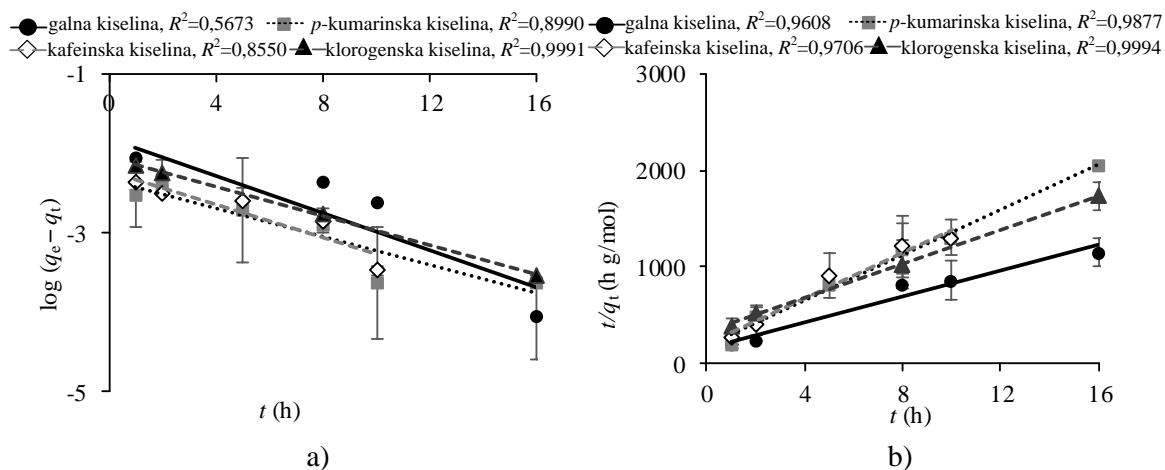 galna kiselina, R²=0,5673 p-kumarinska kiselina, R²=0,8990
kafeinska kiselina, R²=0,8550 klorogenska kiselina, R²=0,9991
-1
0 4 8 12 16
-3
-5
log (qₑ – qₜ)
t (h)
a)
galna kiselina, R²=0,9608 p-kumarinska kiselina, R²=0,9877
kafeinska kiselina, R²=0,9706 klorogenska kiselina, R²=0,9994
3000
2000
1000
0
0 4 8 12 16
t/qₜ (h g/mol)
t (h)
b)